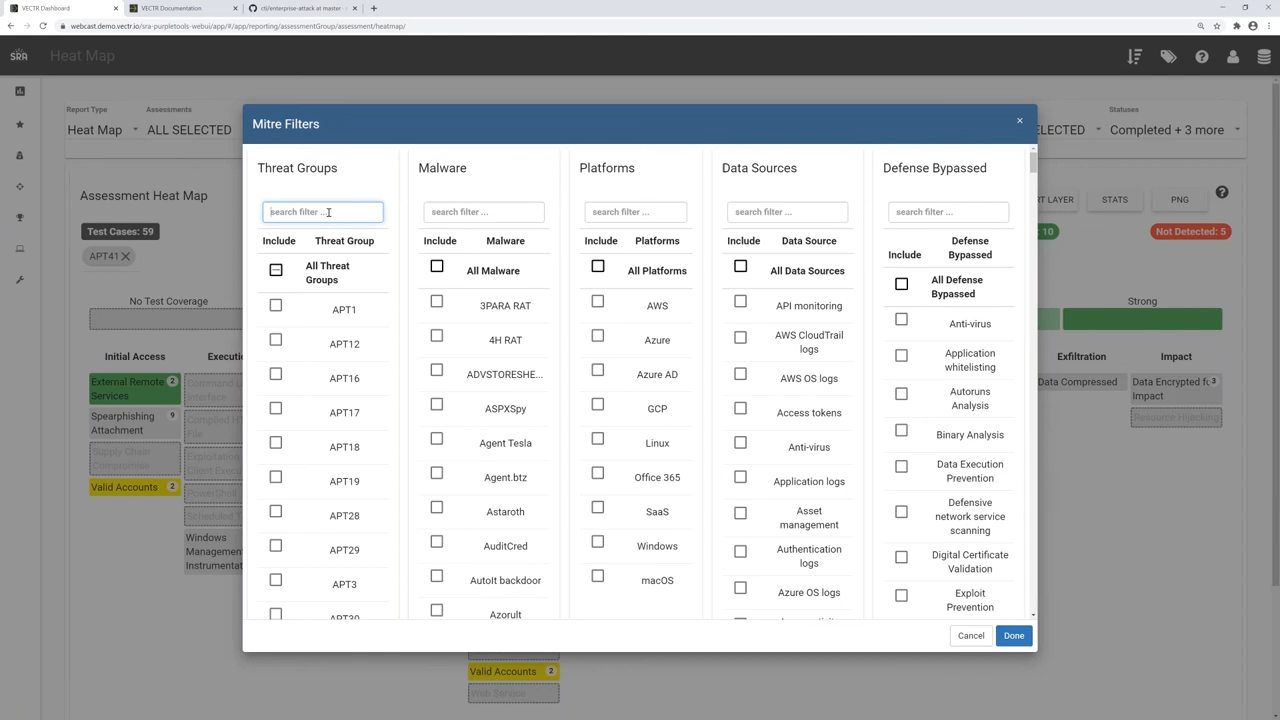 VECTR Dashboard
VECTR Documentation
cti/enterprise-attack at master ·
webcast.demo.vectr.io/sra-purpletools-webui/app/#/app/reporting/assessmentGroup/assessment/heatmap/
SRA
Heat Map
Report Type
Assessments
Statuses
Heat Map
ALL SELECTED
Completed + 3 more
Assessment Heat Map
STATS
PNG
Test Cases: 59
Not Detected: 5
APT41
No Test Coverage
Strong
Initial Access
Exfiltration
Impact
External Remote Services 2
Data Compressed
Data Encrypted for Impact 3
Spearphishing Attachment 9
Resource Hijacking
Supply Chain Compromise
Valid Accounts 2
Windows
Valid Accounts 2
Web Service
Mitre Filters
×
Threat Groups
Malware
Platforms
Data Sources
Defense Bypassed
search filter ...
search filter ...
search filter ...
search filter ...
search filter ...
Include
Threat Group
All Threat Groups
APT1
APT12
APT16
APT17
APT18
APT19
APT28
APT29
APT3
APT30
Include
Malware
All Malware
3PARA RAT
4H RAT
ADVSTORESHE...
ASPXSpy
Agent Tesla
Agent.btz
Astaroth
AuditCred
AutoIt backdoor
Azorult
Include
Platforms
All Platforms
AWS
Azure
Azure AD
GCP
Linux
Office 365
SaaS
Windows
macOS
Include
Data Source
All Data Sources
API monitoring
AWS CloudTrail
logs
AWS OS logs
Access tokens
Anti-virus
Application logs
Asset
management
Authentication
logs
Azure OS logs
Include
Defense
Bypassed
All Defense
Bypassed
Anti-virus
Application
whitelisting
Autoruns
Analysis
Binary Analysis
Data Execution
Prevention
Defensive
network service
scanning
Digital Certificate
Validation
Exploit
Prevention
Cancel
Done